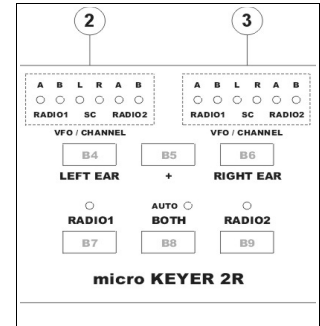 2 3
A B L R A B A B L R A B
RADIO1 SC RADIO2 RADIO1 SC RADIO2
VFO / CHANNEL VFO / CHANNEL
B4 B5 B6
LEFT EAR + RIGHT EAR
AUTO
RADIO1 BOTH RADIO2
B7 B8 B9
micro KEYER 2R